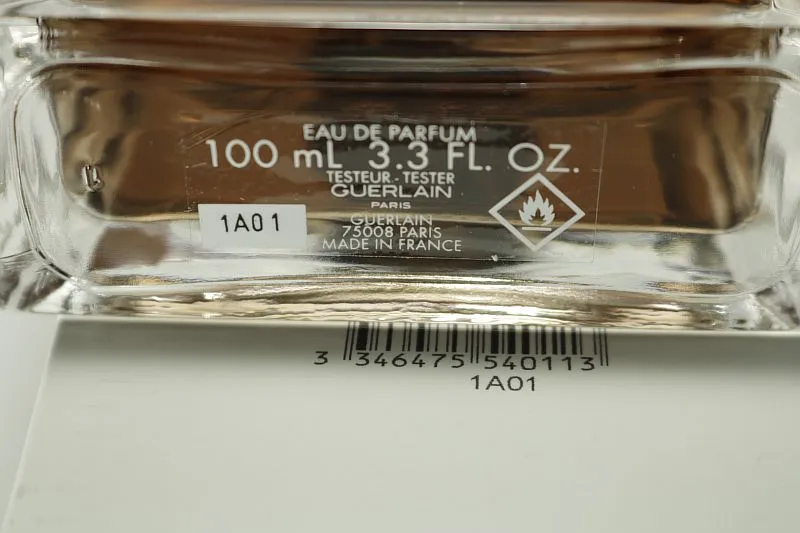 EAU DE PARFUM
100 mL 3.3 FL. OZ.
TESTEUR - TESTER
GUERLAIN
PARIS
GUERLAIN
75008 PARIS
MADE IN FRANCE
1A01
3 346475 540113
1A01